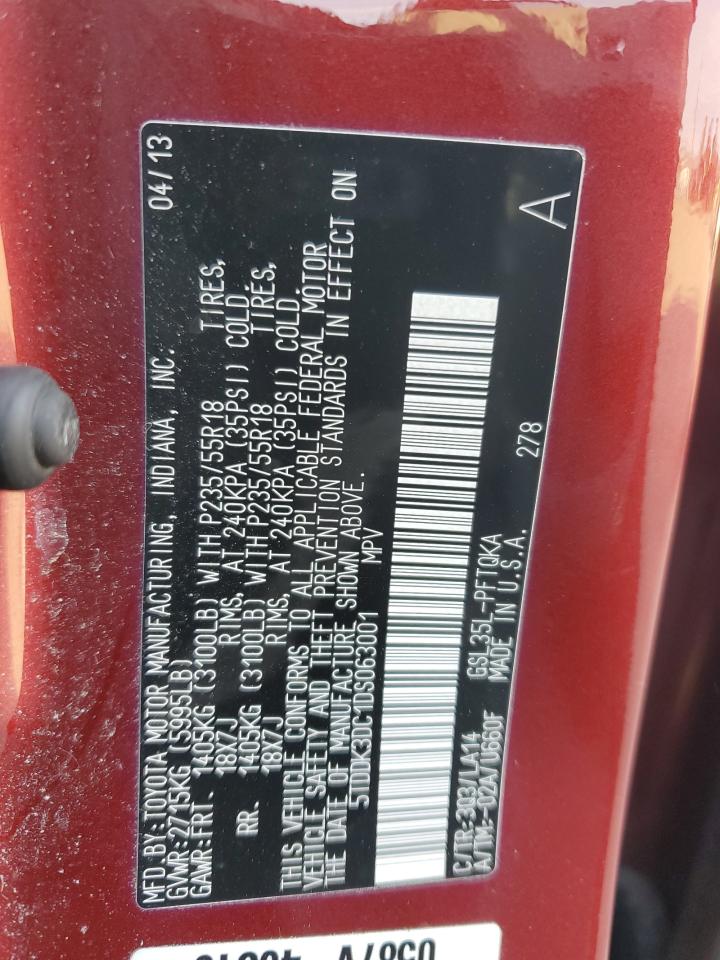 MFD.BY:TOYOTA MOTOR MANUFACTURING, INDIANA, INC. 04/13
GVWR:2715KG (5995LB)
GAWR:FRT. 1405KG (3100LB) WITH P235/55R18 TIRES,
18X7J RIMS, AT 240KPA (35PSI) COLD
RR. 1405KG (3100LB) WITH P235/55R18 TIRES,
18X7J RIMS, AT 240KPA (35PSI) COLD.
THIS VEHICLE CONFORMS TO ALL APPLICABLE FEDERAL MOTOR
VEHICLE SAFETY AND THEFT PREVENTION STANDARDS IN EFFECT ON
THE DATE OF MANUFACTURE SHOWN ABOVE.
5TDDK3DC1DS063001 MPV
C/TR:3Q3/LA14 GSL35L-PFTQKA 278 A
A/TM:-02A/U660F MADE IN U.S.A.